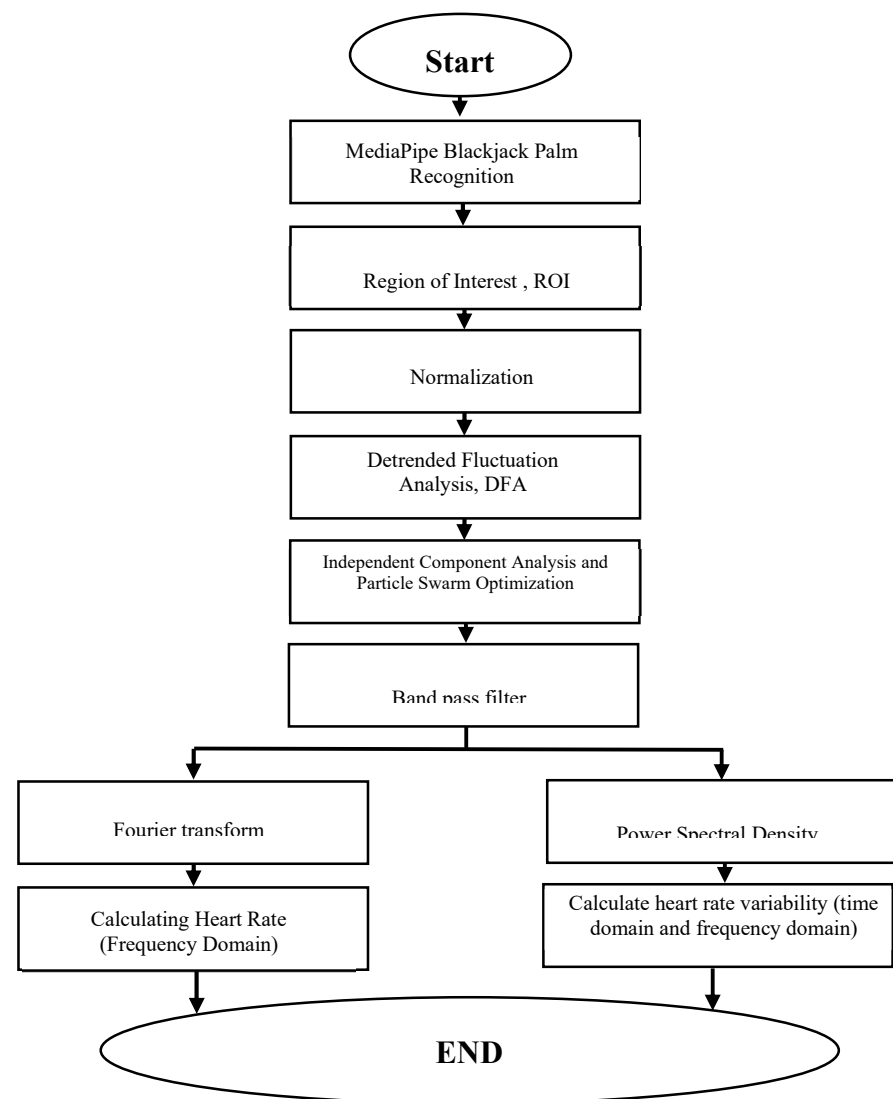 Start
MediaPipe Blackjack Palm
Recognition
Region of Interest , ROI
Normalization
Detrended Fluctuation
Analysis, DFA
Independent Component Analysis and
Particle Swarm Optimization
Band pass filter
Fourier transform
Power Spectral Density
Calculating Heart Rate
(Frequency Domain)
Calculate heart rate variability (time
domain and frequency domain)
END